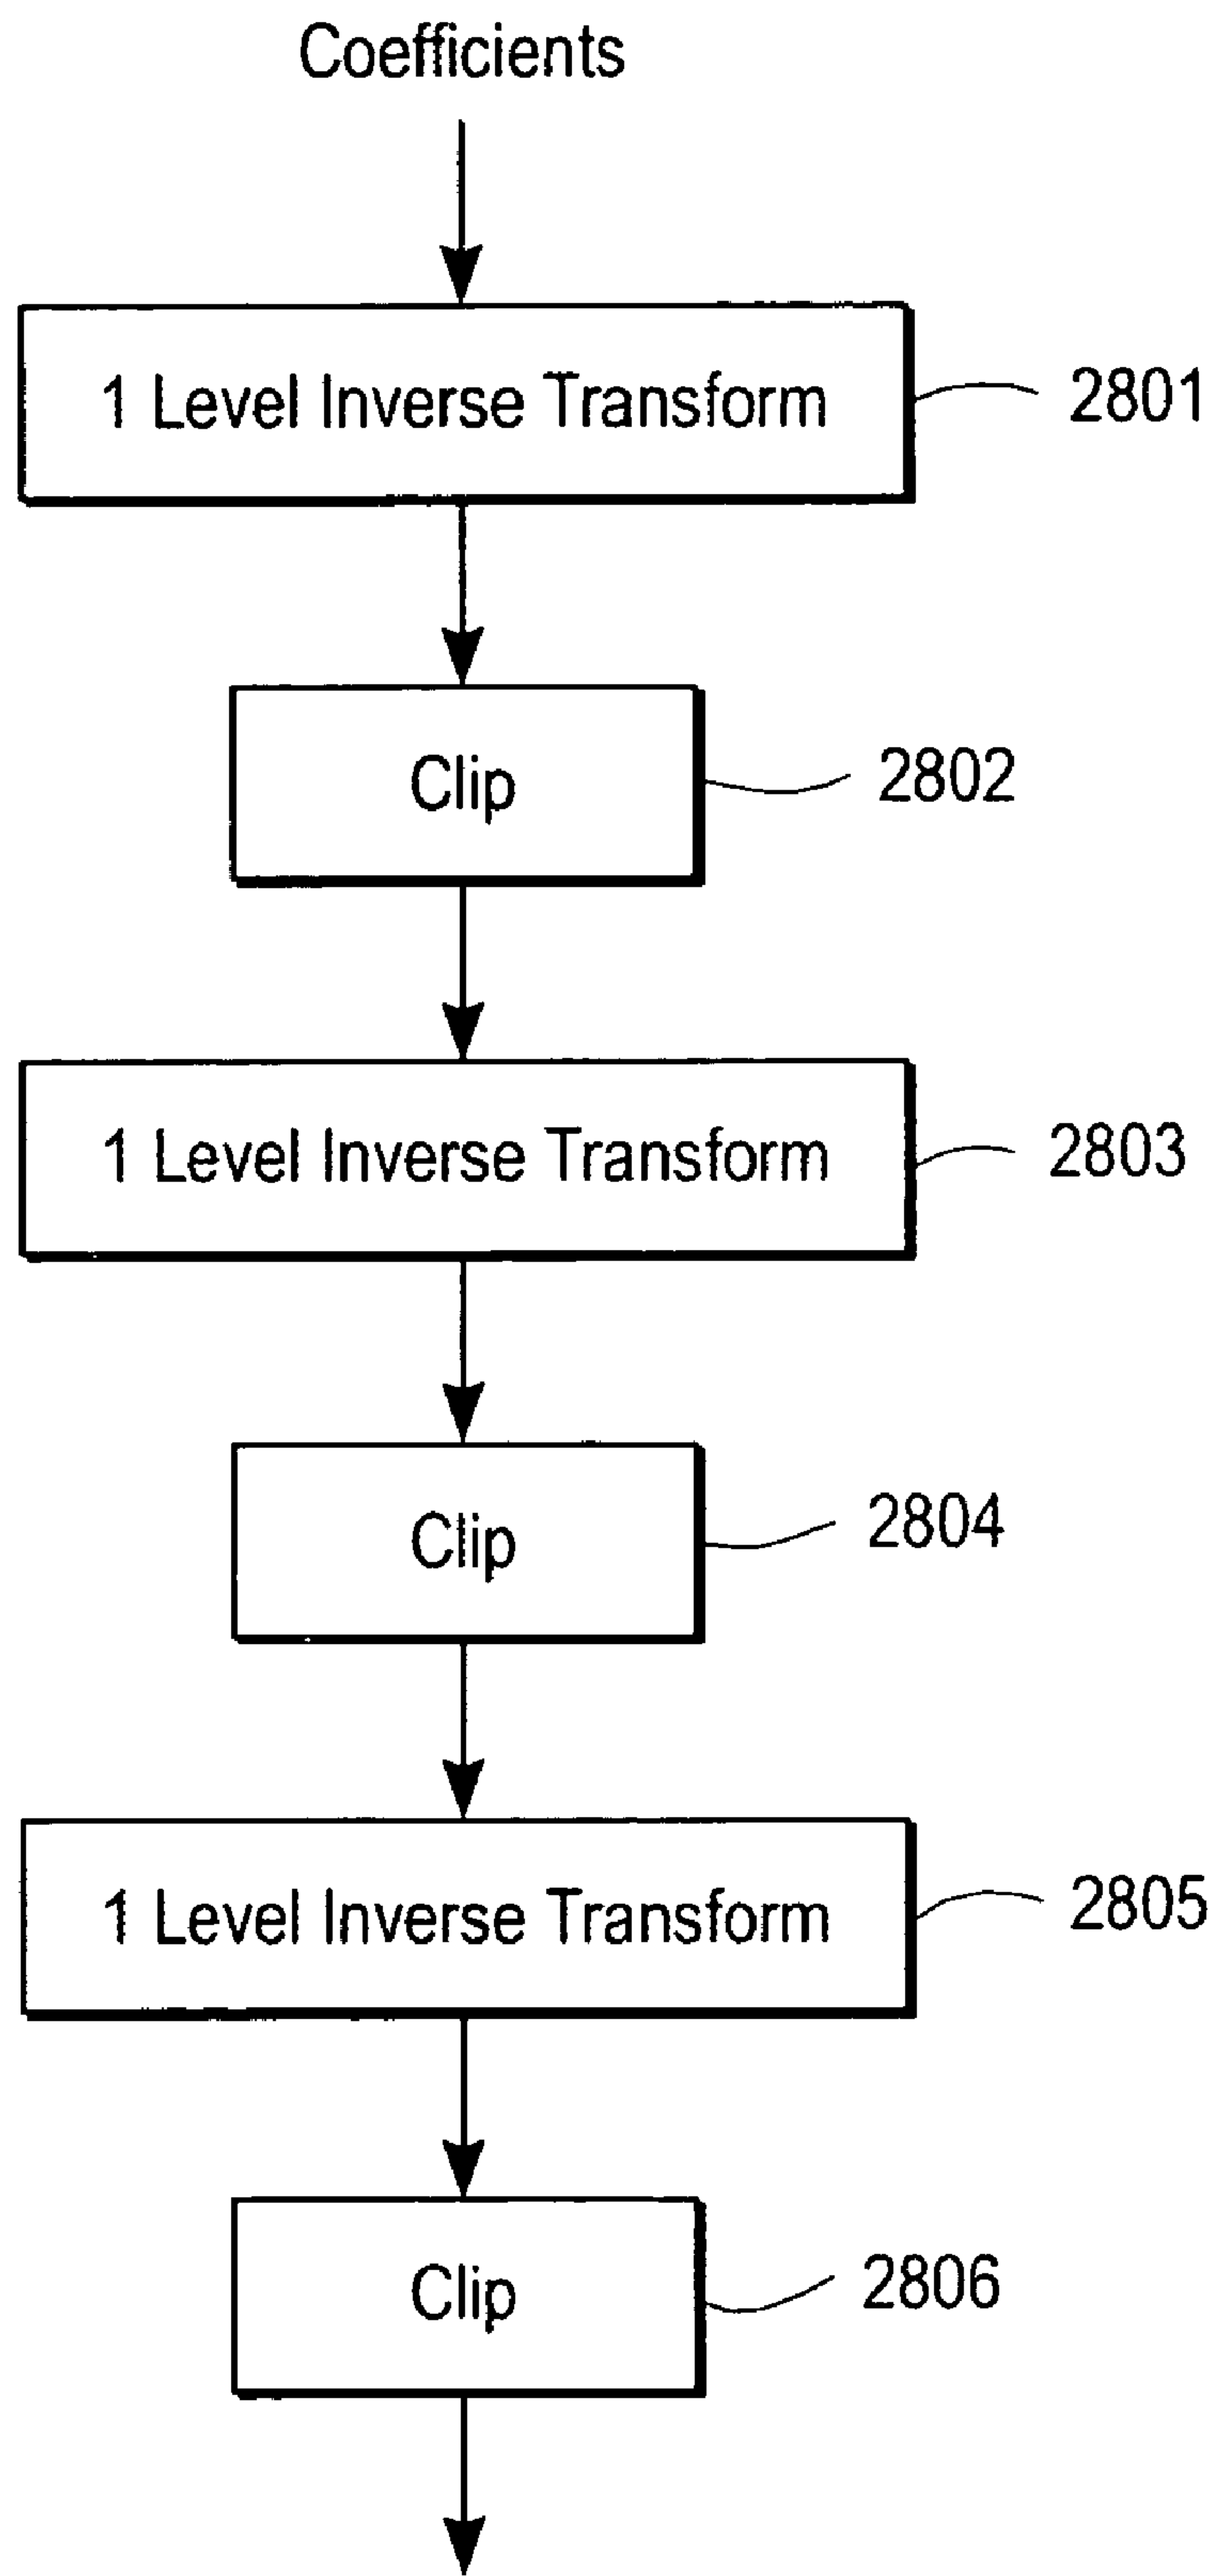 Coefficients
1 Level Inverse Transform
2801
Clip
2802
1 Level Inverse Transform
2803
Clip
2804
1 Level Inverse Transform
2805
Clip
2806